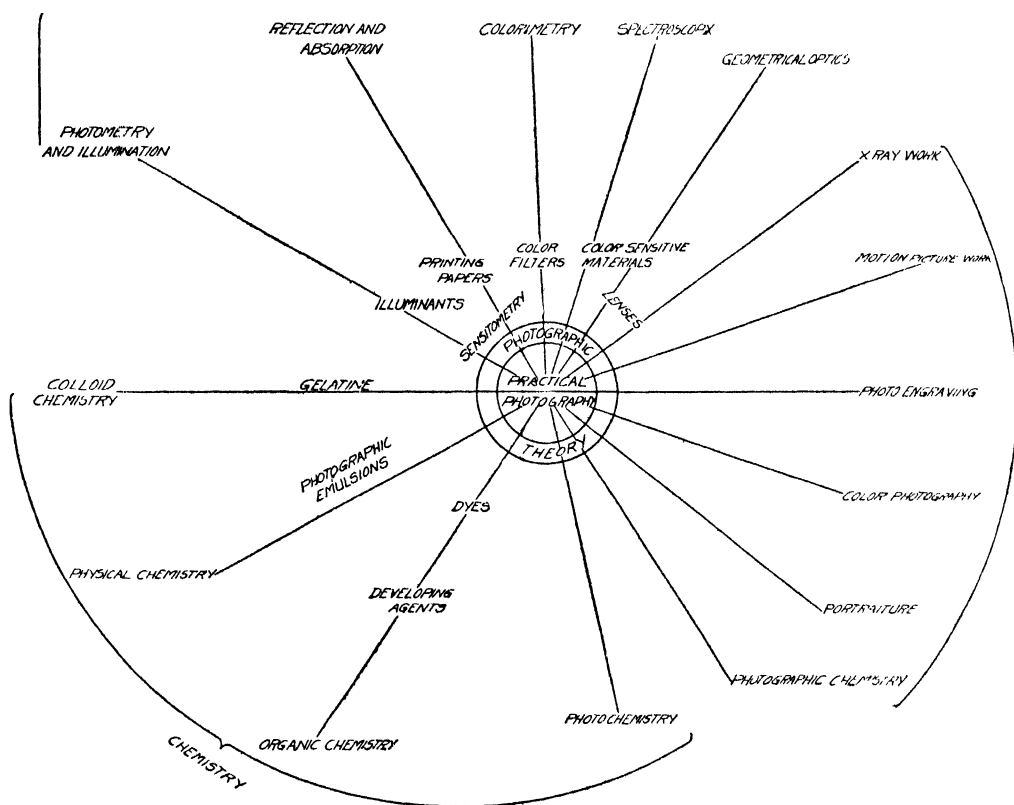 REFLECTION AND
ABSORPTION
COLORIMETRY
SPECTROSCOPY
GEOMETRICAL OPTICS
PHOTOMETRY
AND ILLUMINATION
X RAY WORK
PRINTING
PAPERS
COLOR
FILTERS
COLOR SENSITIVE
MATERIALS
MOTION PICTURE WORK
ILLUMINANTS
SENSITOMETRY
LENSES
PHOTOGRAPHIC
PRACTICAL
PHOTOGRAPHY
THEORY
COLLOID
CHEMISTRY
GELATINE
PHOTO ENGRAVING
PHOTOGRAPHIC
EMULSIONS
DYES
COLOR PHOTOGRAPHY
PHYSICAL CHEMISTRY
DEVELOPING
AGENTS
PORTRAITURE
PHOTOGRAPHIC CHEMISTRY
ORGANIC CHEMISTRY
PHOTOCHEMISTRY
CHEMISTRY